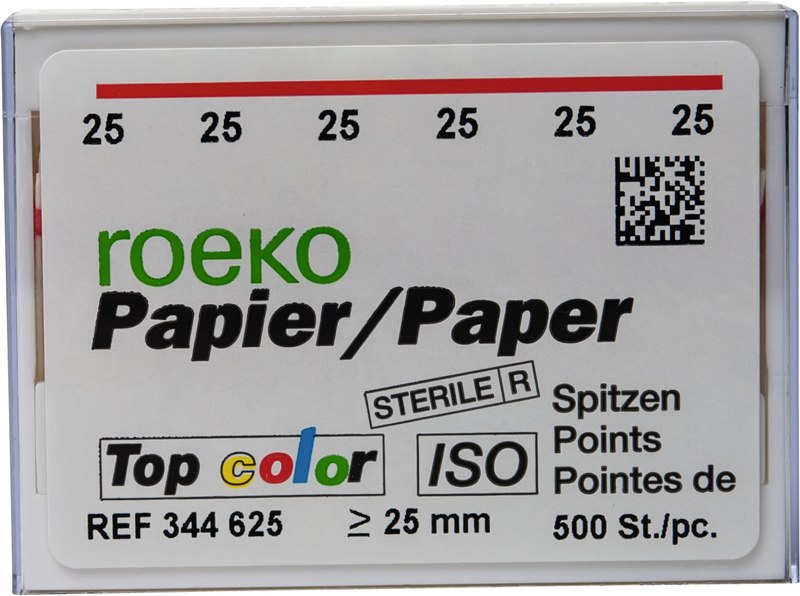 25 25 25 25 25 25
roeko
Papier/Paper
STERILE R
Spitzen
Points
Pointes de
Top color
ISO
REF 344 625
≥ 25 mm
500 St./pc.